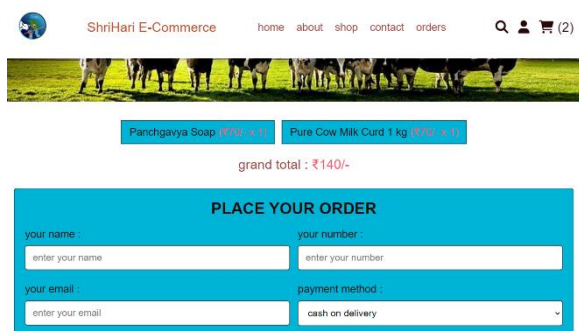 ShriHari E-Commerce home about shop contact orders (2)
Panchgavya Soap (₹70/- x 1) Pure Cow Milk Curd 1 kg (₹70/- x 1)
grand total : ₹140/-
PLACE YOUR ORDER
your name : your number :
enter your name enter your number
your email : payment method :
enter your email cash on delivery